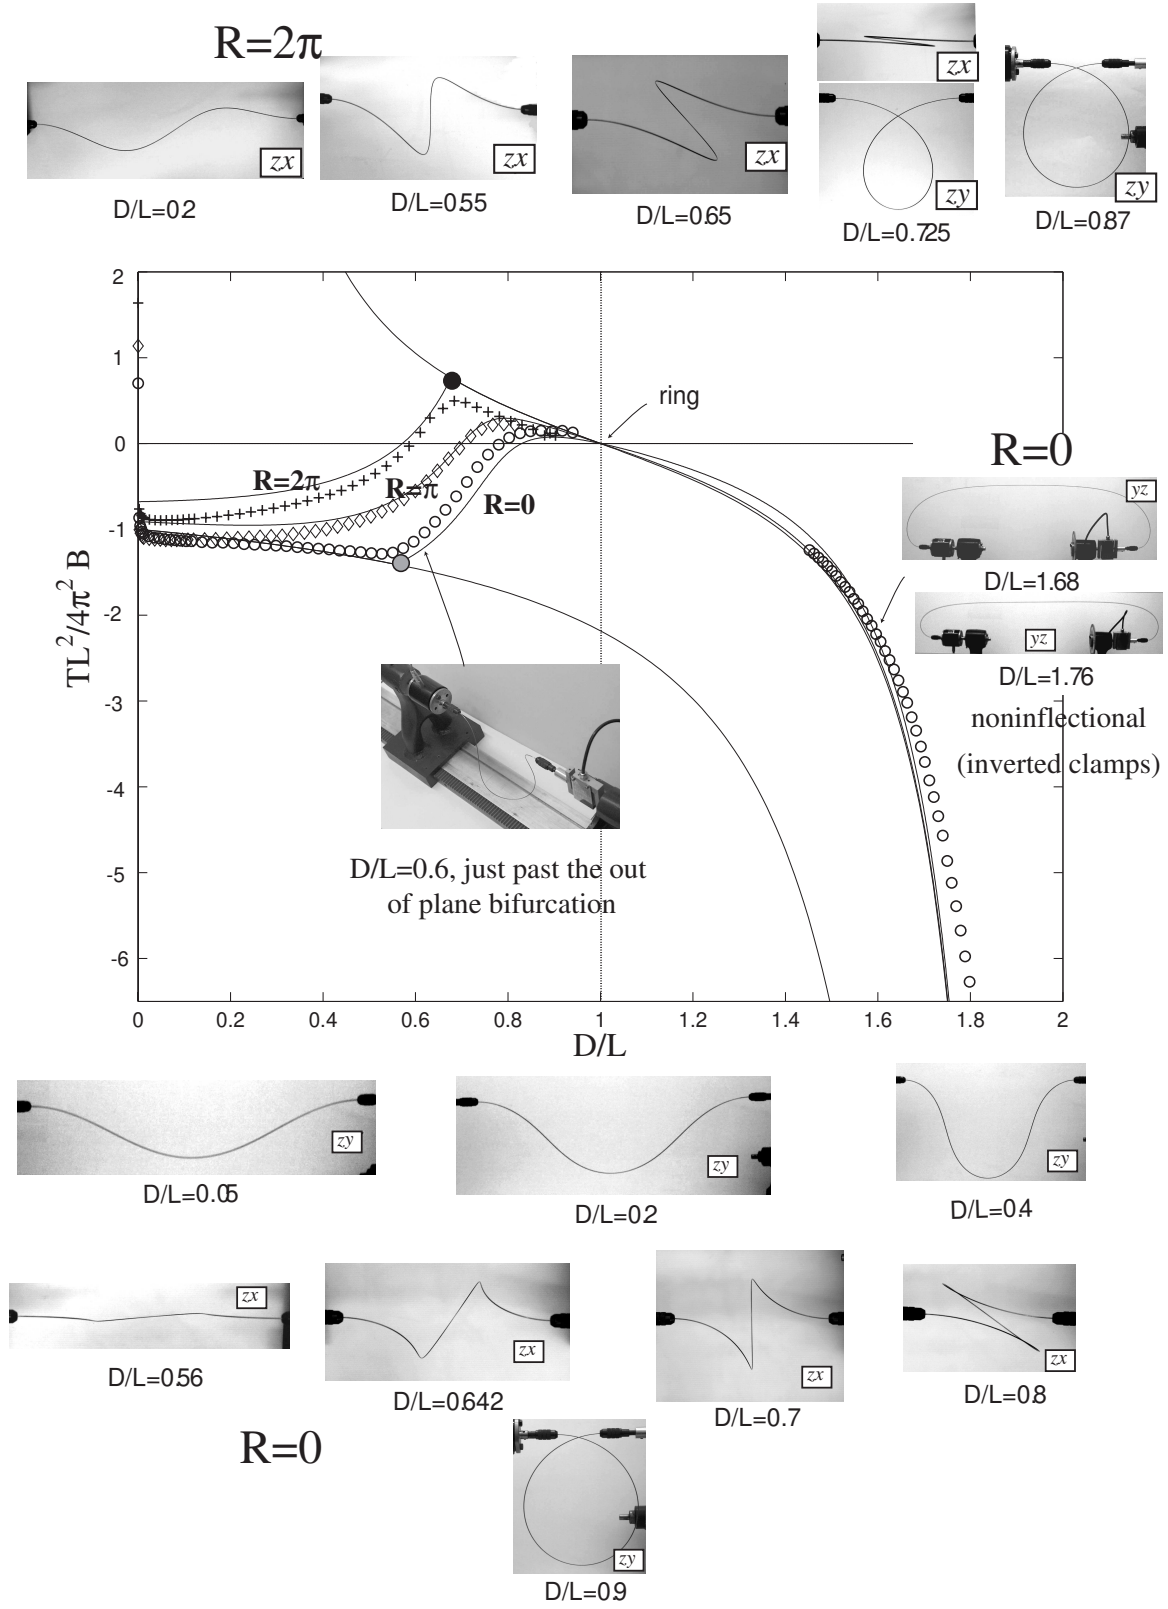 R=2π
zx
D/L=0.2
zx
D/L=0.55
zx
D/L=0.65
zx
zy
D/L=0.725
zy
D/L=0.87
2
1
0
-1
-2
-3
-4
-5
-6
TL²/4π² B
R=2π
R=π
R=0
ring
R=0
yz
D/L=1.68
yz
D/L=1.76
noninflectional
(inverted clamps)
D/L=0.6, just past the out
of plane bifurcation
0 0.2 0.4 0.6 0.8 1 1.2 1.4 1.6 1.8 2
D/L
zy
D/L=0.05
zy
D/L=0.2
zy
D/L=0.4
zx
D/L=0.56
zx
D/L=0.642
zx
D/L=0.7
zx
D/L=0.8
R=0
zy
D/L=0.9